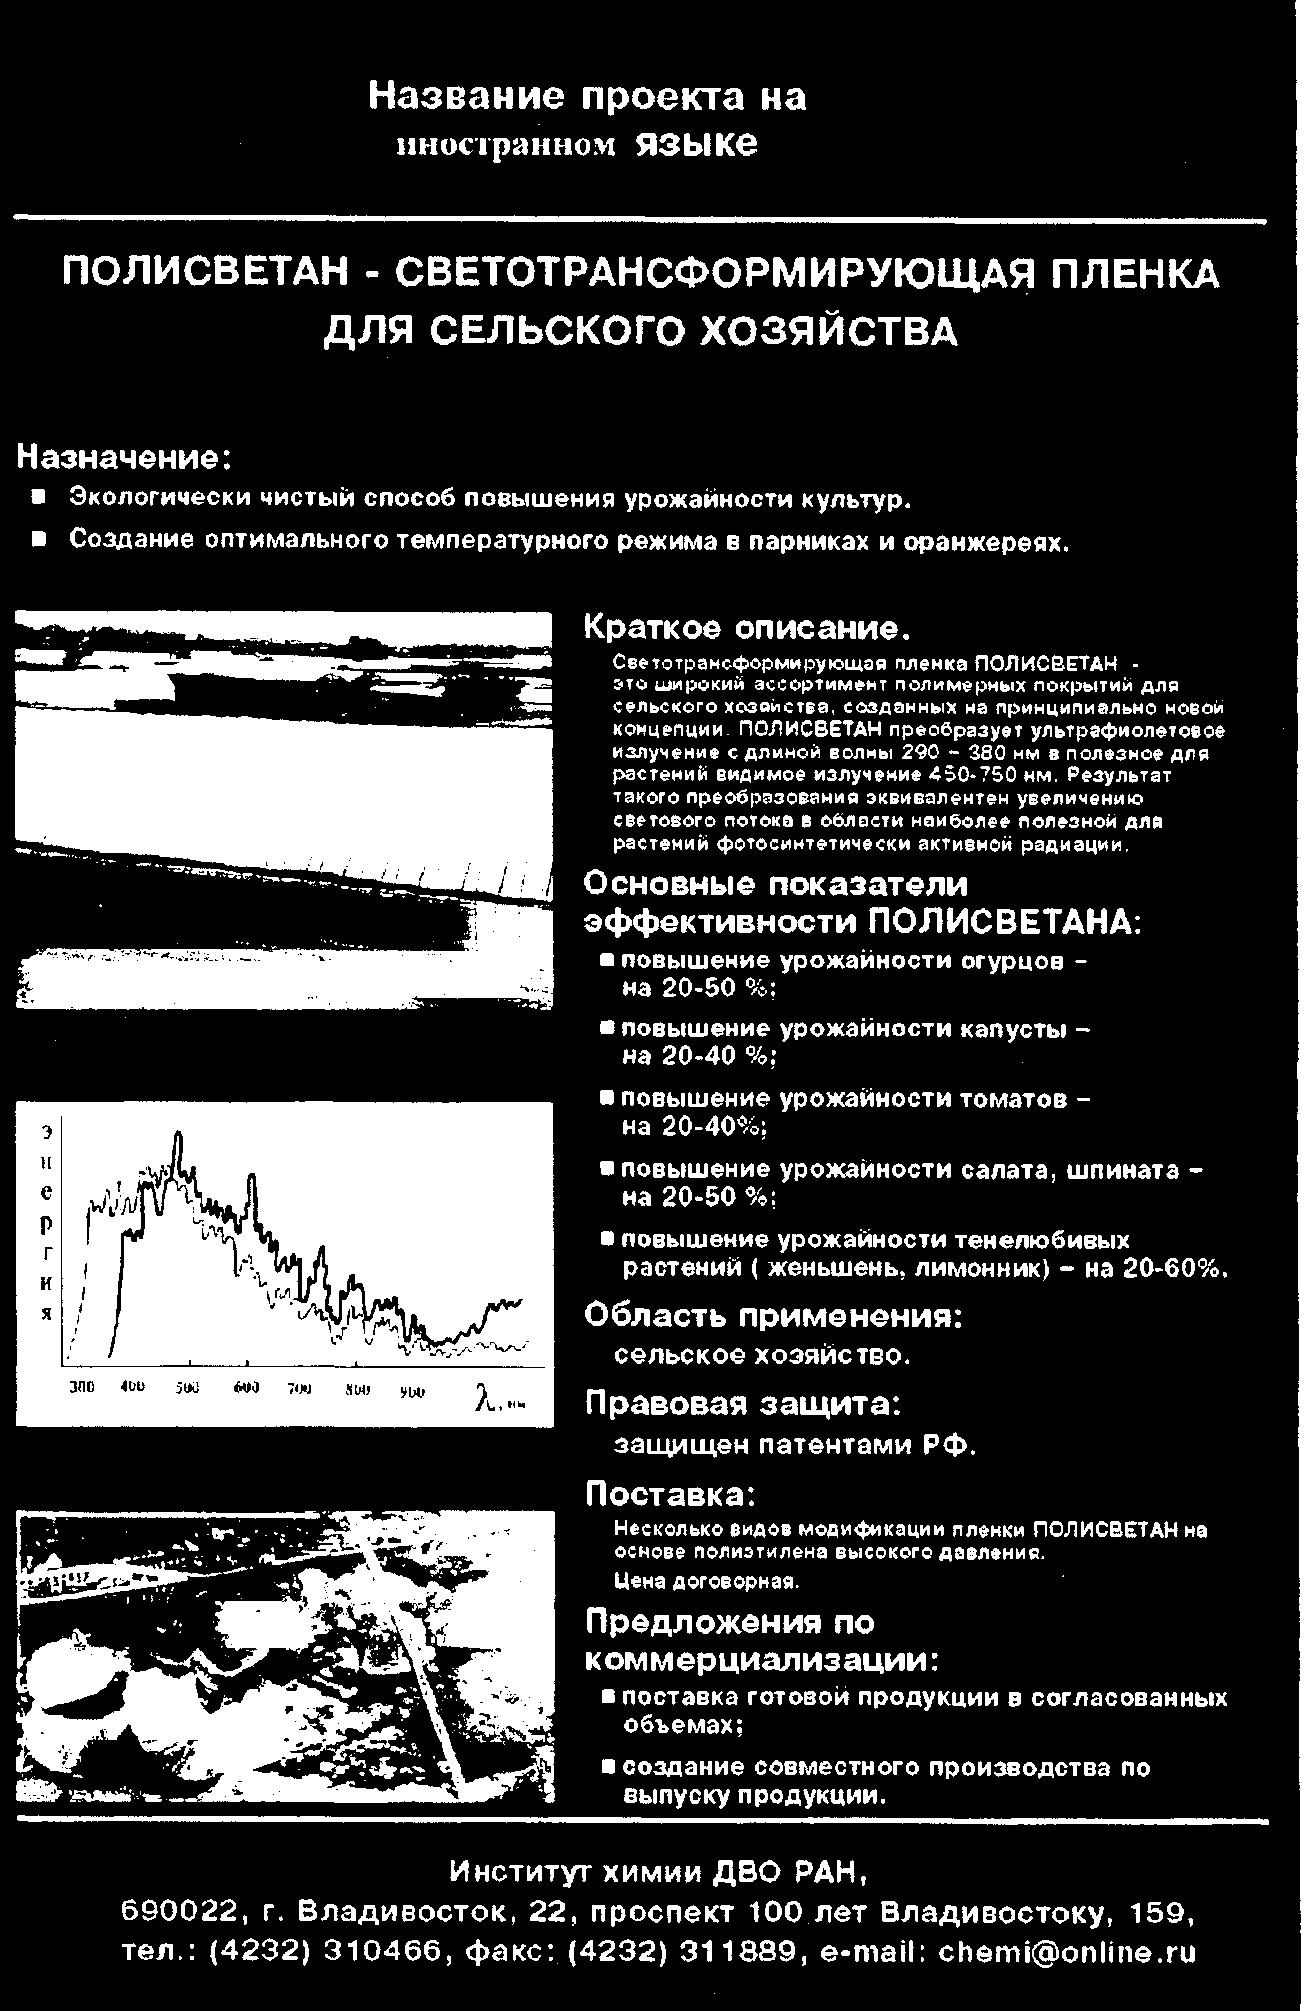 Название проекта на
иностранном языке
ПОЛИСВЕТАН - СВЕТОТРАНСФОРМИРУЮЩАЯ ПЛЕНКА
ДЛЯ СЕЛЬСКОГО ХОЗЯЙСТВА
Назначение:
■ Экологически чистый способ повышения урожайности культур.
■ Создание оптимального температурного режима в парниках и оранжереях.
Краткое описание.
Светотрансформирующая пленка ПОЛИСВЕТАН -
это широкий ассортимент полимерных покрытий для
сельского хозяйства, созданных на принципиально новой
концепции. ПОЛИСВЕТАН преобразует ультрафиолетовое
излучение с длиной волны 290 - 380 нм в полезное для
растений видимое излучение 450-750 нм. Результат
такого преобразования эквивалентен увеличению
светового потока в области наиболее полезной для
растений фотосинтетически активной радиации.
Основные показатели
эффективности ПОЛИСВЕТАНА:
■ повышение урожайности огурцов -
на 20-50 %;
■ повышение урожайности капусты -
на 20-40 %;
■ повышение урожайности томатов -
на 20-40%;
■ повышение урожайности салата, шпината -
на 20-50 %;
■ повышение урожайности тенелюбивых
растений ( женьшень, лимонник) - на 20-60%.
Область применения:
сельское хозяйство.
Правовая защита:
защищен патентами РФ.
Поставка:
Несколько видов модификации пленки ПОЛИСВЕТАН на
основе полиэтилена высокого давления.
Цена договорная.
Предложения по
коммерциализации:
■ поставка готовой продукции в согласованных
объемах;
■ создание совместного производства по
выпуску продукции.
Энергия
300 400 500 600 700 800 900 λ, нм
Институт химии ДВО РАН,
690022, г. Владивосток, 22, проспект 100 лет Владивостоку, 159,
тел.: (4232) 310466, факс: (4232) 311889, e-mail: chemi@online.ru